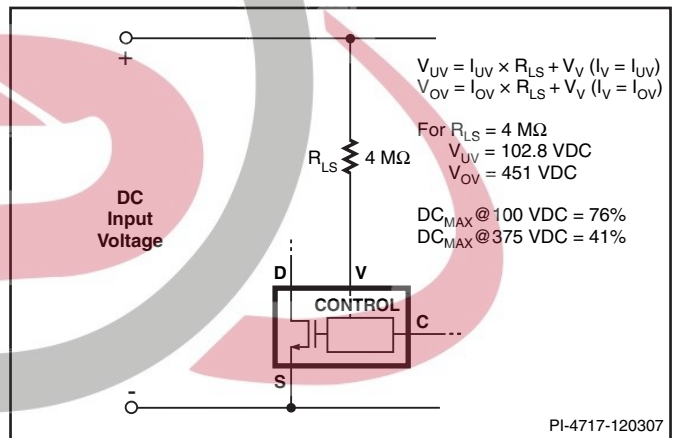 +
V_UV = I_UV × R_LS + V_V (I_V = I_UV)
V_OV = I_OV × R_LS + V_V (I_V = I_OV)
For R_LS = 4 MΩ
V_UV = 102.8 VDC
V_OV = 451 VDC
R_LS 4 MΩ
DC
Input
Voltage
DC_MAX@100 VDC = 76%
DC_MAX@375 VDC = 41%
D V
CONTROL
C
S
-
PI-4717-120307